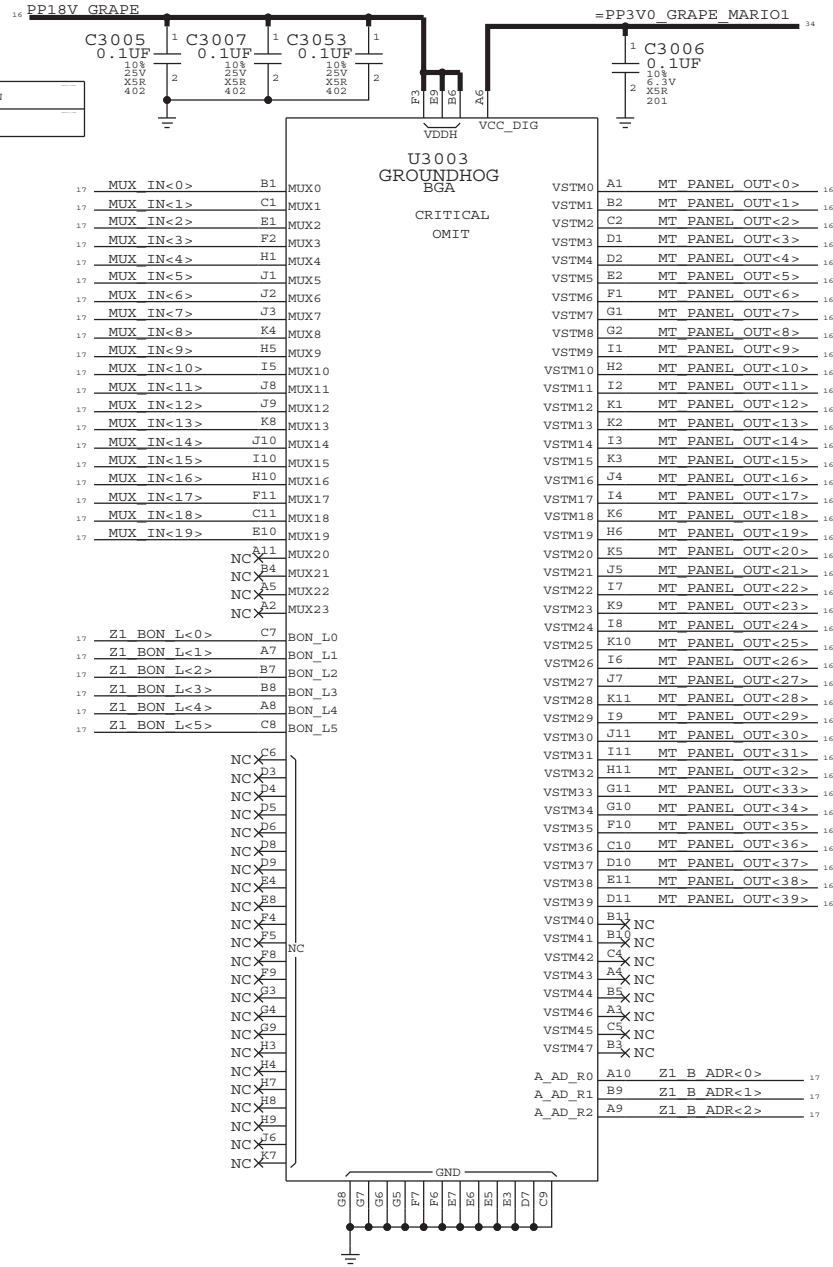 16 PP18V_GRAPE
=PP3V0_GRAPE_MARIO1 34
C3005
0.1UF
10%
25V
X5R
402
1
2
C3007
0.1UF
10%
25V
X5R
402
1
2
C3053
0.1UF
10%
25V
X5R
402
1
2
C3006
0.1UF
10%
6.3V
X5R
201
1
2
F3
E9
B6
A6
VDDH
VCC_DIG
U3003
GROUNDHOG
BGA
CRITICAL
OMIT
17 MUX_IN<0> B1 MUX0
17 MUX_IN<1> C1 MUX1
17 MUX_IN<2> E1 MUX2
17 MUX_IN<3> F2 MUX3
17 MUX_IN<4> H1 MUX4
17 MUX_IN<5> J1 MUX5
17 MUX_IN<6> J2 MUX6
17 MUX_IN<7> J3 MUX7
17 MUX_IN<8> K4 MUX8
17 MUX_IN<9> H5 MUX9
17 MUX_IN<10> I5 MUX10
17 MUX_IN<11> J8 MUX11
17 MUX_IN<12> J9 MUX12
17 MUX_IN<13> K8 MUX13
17 MUX_IN<14> J10 MUX14
17 MUX_IN<15> I10 MUX15
17 MUX_IN<16> H10 MUX16
17 MUX_IN<17> F11 MUX17
17 MUX_IN<18> C11 MUX18
17 MUX_IN<19> E10 MUX19
NC A11 MUX20
NC B4 MUX21
NC A5 MUX22
NC A2 MUX23
17 Z1_BON_L<0> C7 BON_L0
17 Z1_BON_L<1> A7 BON_L1
17 Z1_BON_L<2> B7 BON_L2
17 Z1_BON_L<3> B8 BON_L3
17 Z1_BON_L<4> A8 BON_L4
17 Z1_BON_L<5> C8 BON_L5
NC C6
NC D3
NC D4
NC D5
NC D6
NC D8
NC D9
NC E4
NC E8
NC F4
NC F5
NC
NC F8
NC F9
NC G3
NC G4
NC G9
NC H3
NC H4
NC H7
NC H8
NC H9
NC J6
NC K7
VSTM0 A1 MT_PANEL_OUT<0> 16
VSTM1 B2 MT_PANEL_OUT<1> 16
VSTM2 C2 MT_PANEL_OUT<2> 16
VSTM3 D1 MT_PANEL_OUT<3> 16
VSTM4 D2 MT_PANEL_OUT<4> 16
VSTM5 E2 MT_PANEL_OUT<5> 16
VSTM6 F1 MT_PANEL_OUT<6> 16
VSTM7 G1 MT_PANEL_OUT<7> 16
VSTM8 G2 MT_PANEL_OUT<8> 16
VSTM9 I1 MT_PANEL_OUT<9> 16
VSTM10 H2 MT_PANEL_OUT<10> 16
VSTM11 I2 MT_PANEL_OUT<11> 16
VSTM12 K1 MT_PANEL_OUT<12> 16
VSTM13 K2 MT_PANEL_OUT<13> 16
VSTM14 I3 MT_PANEL_OUT<14> 16
VSTM15 K3 MT_PANEL_OUT<15> 16
VSTM16 J4 MT_PANEL_OUT<16> 16
VSTM17 I4 MT_PANEL_OUT<17> 16
VSTM18 K6 MT_PANEL_OUT<18> 16
VSTM19 H6 MT_PANEL_OUT<19> 16
VSTM20 K5 MT_PANEL_OUT<20> 16
VSTM21 J5 MT_PANEL_OUT<21> 16
VSTM22 I7 MT_PANEL_OUT<22> 16
VSTM23 K9 MT_PANEL_OUT<23> 16
VSTM24 I8 MT_PANEL_OUT<24> 16
VSTM25 K10 MT_PANEL_OUT<25> 16
VSTM26 I6 MT_PANEL_OUT<26> 16
VSTM27 J7 MT_PANEL_OUT<27> 16
VSTM28 K11 MT_PANEL_OUT<28> 16
VSTM29 I9 MT_PANEL_OUT<29> 16
VSTM30 J11 MT_PANEL_OUT<30> 16
VSTM31 I11 MT_PANEL_OUT<31> 16
VSTM32 H11 MT_PANEL_OUT<32> 16
VSTM33 G11 MT_PANEL_OUT<33> 16
VSTM34 G10 MT_PANEL_OUT<34> 16
VSTM35 F10 MT_PANEL_OUT<35> 16
VSTM36 C10 MT_PANEL_OUT<36> 16
VSTM37 D10 MT_PANEL_OUT<37> 16
VSTM38 E11 MT_PANEL_OUT<38> 16
VSTM39 D11 MT_PANEL_OUT<39> 16
VSTM40 B11 NC
VSTM41 B10 NC
VSTM42 C4 NC
VSTM43 A4 NC
VSTM44 B5 NC
VSTM46 A3 NC
VSTM45 C5 NC
VSTM47 B3 NC
A_AD_R0 A10 Z1_B_ADR<0> 17
A_AD_R1 B9 Z1_B_ADR<1> 17
A_AD_R2 A9 Z1_B_ADR<2> 17
GND
G8
G7
G6
G5
F7
F6
E7
E6
E5
E3
D7
C9